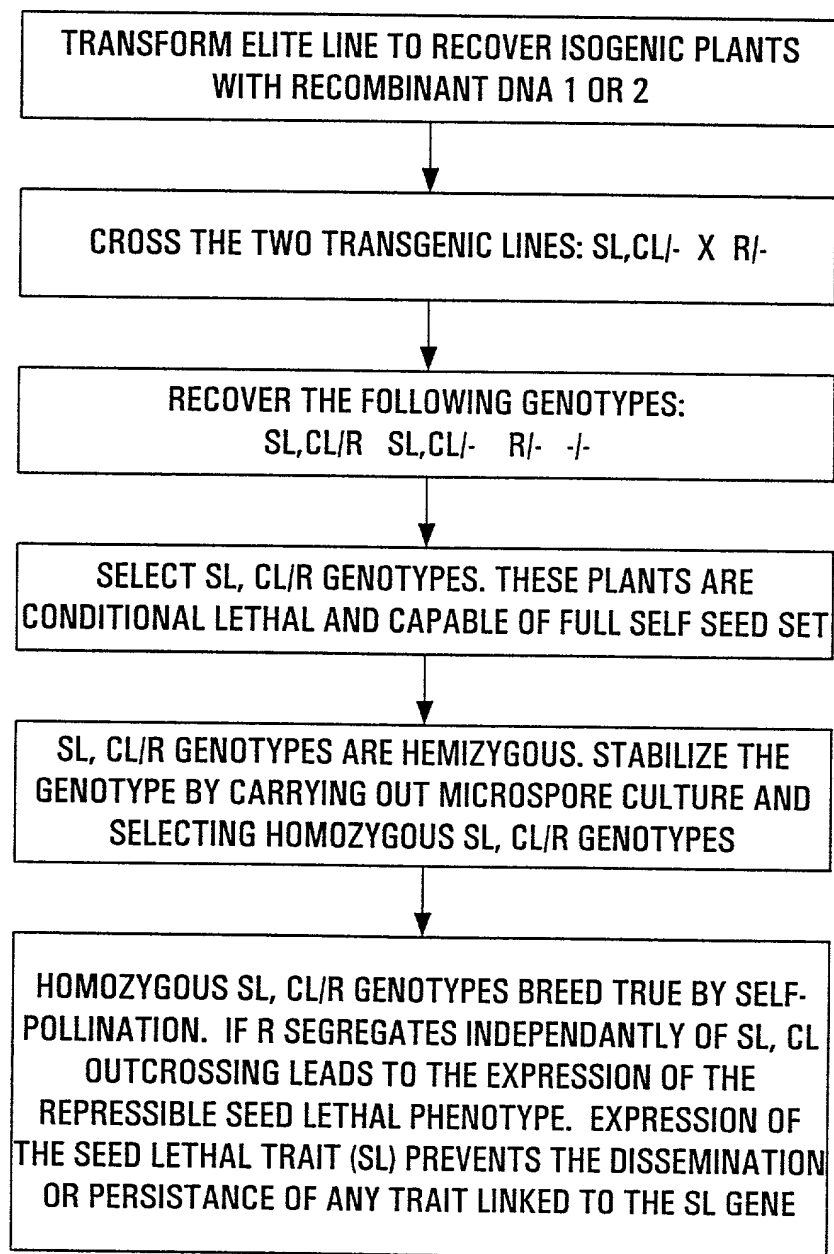 TRANSFORM ELITE LINE TO RECOVER ISOGENIC PLANTS
WITH RECOMBINANT DNA 1 OR 2
CROSS THE TWO TRANSGENIC LINES: SL,CL/- X R/-
RECOVER THE FOLLOWING GENOTYPES:
SL,CL/R SL,CL/- R/- -/-
SELECT SL, CL/R GENOTYPES. THESE PLANTS ARE
CONDITIONAL LETHAL AND CAPABLE OF FULL SELF SEED SET
SL, CL/R GENOTYPES ARE HEMIZYGOUS. STABILIZE THE
GENOTYPE BY CARRYING OUT MICROSPORE CULTURE AND
SELECTING HOMOZYGOUS SL, CL/R GENOTYPES
HOMOZYGOUS SL, CL/R GENOTYPES BREED TRUE BY SELF-
POLLINATION. IF R SEGREGATES INDEPENDANTLY OF SL, CL
OUTCROSSING LEADS TO THE EXPRESSION OF THE
REPRESSIBLE SEED LETHAL PHENOTYPE. EXPRESSION OF
THE SEED LETHAL TRAIT (SL) PREVENTS THE DISSEMINATION
OR PERSISTANCE OF ANY TRAIT LINKED TO THE SL GENE